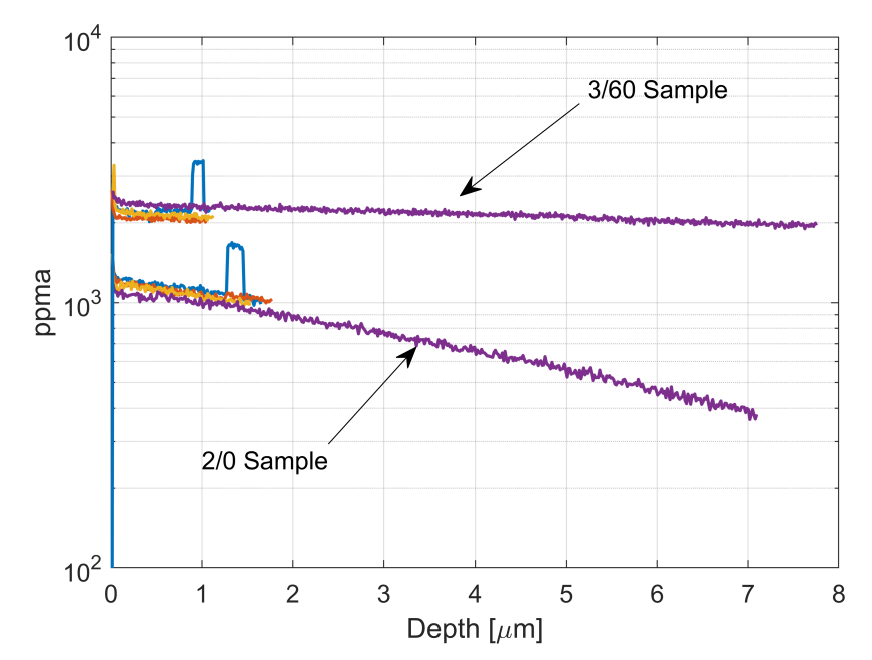 10^4
3/60 Sample
10^3
ppma
2/0 Sample
10^2
0 1 2 3 4 5 6 7 8
Depth [μm]